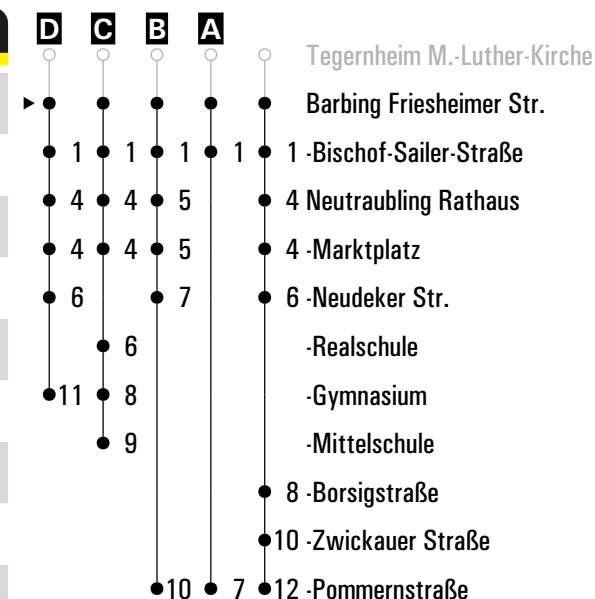 D C B A
Tegernheim M.-Luther-Kirche
Barbing Friesheimer Str.
1 1 1 1 1 -Bischof-Sailer-Straße
4 4 5 4 Neutraubling Rathaus
4 4 5 4 -Marktplatz
6 7 6 -Neudeker Str.
6 -Realschule
11 8 -Gymnasium
9 -Mittelschule
8 -Borsigstraße
10 -Zwickauer Straße
10 7 12 -Pommernstraße